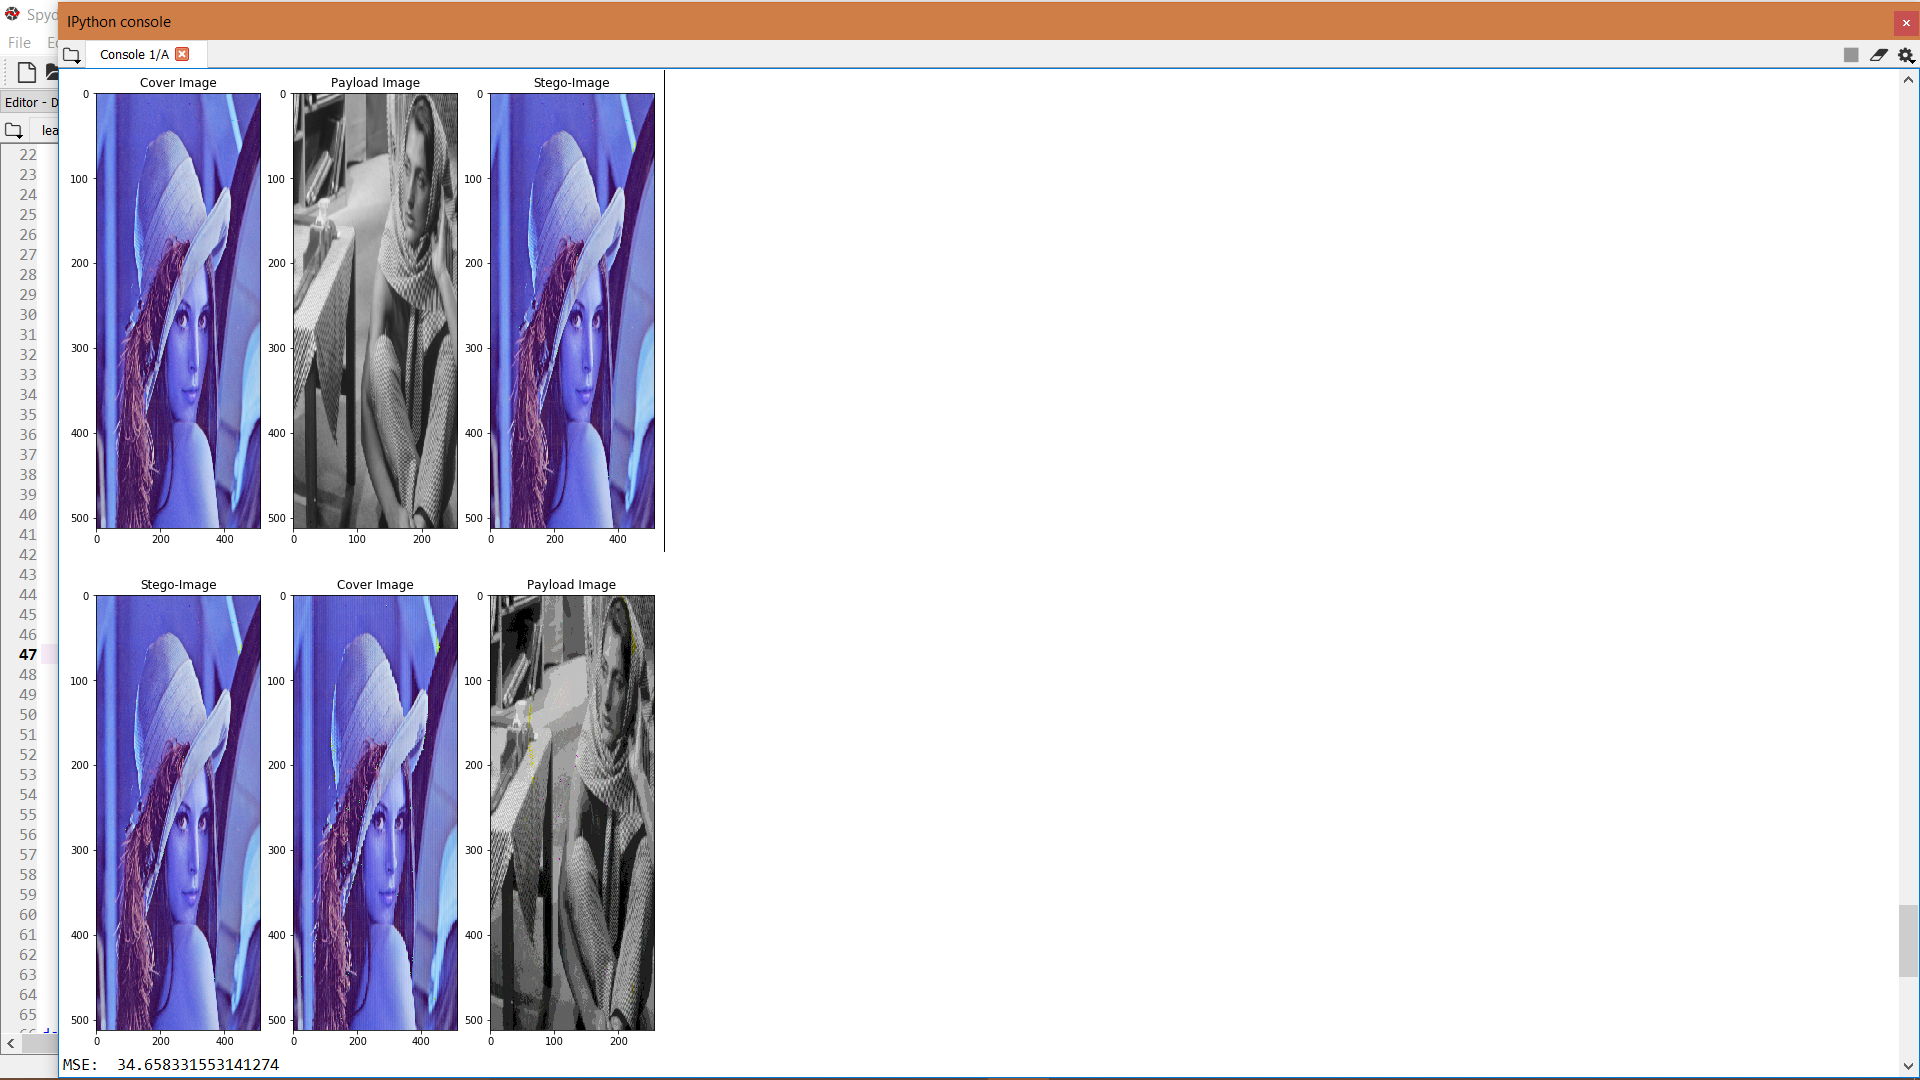 Spyd
IPython console
File E
Console 1/A
Editor - D
lea
Cover Image Payload Image Stego-Image
0 0 0
100 100 100
200 200 200
300 300 300
400 400 400
500 500 500
0 200 400 0 100 200 0 200 400
Stego-Image Cover Image Payload Image
0 0 0
100 100 100
200 200 200
300 300 300
400 400 400
500 500 500
0 200 400 0 200 400 0 100 200
MSE: 34.658331553141274
22
23
24
25
26
27
28
29
30
31
32
33
34
35
36
37
38
39
40
41
42
43
44
45
46
47
48
49
50
51
52
53
54
55
56
57
58
59
60
61
62
63
64
65